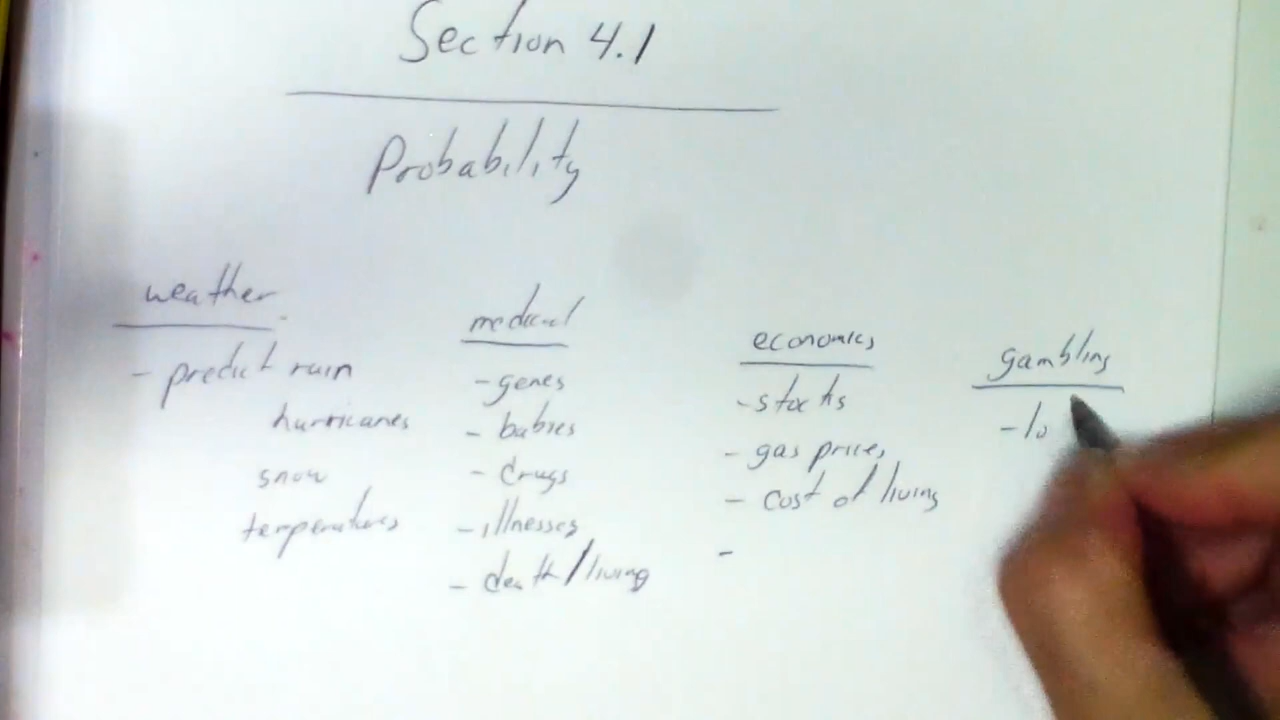 Section 4.1
Probability
weather
- predict rain
hurricanes
snow
temperatures
medical
- genes
- babies
- drugs
- illnesses
- death/living
economics
- stocks
- gas prices
- cost of living
-
gambling
- lo